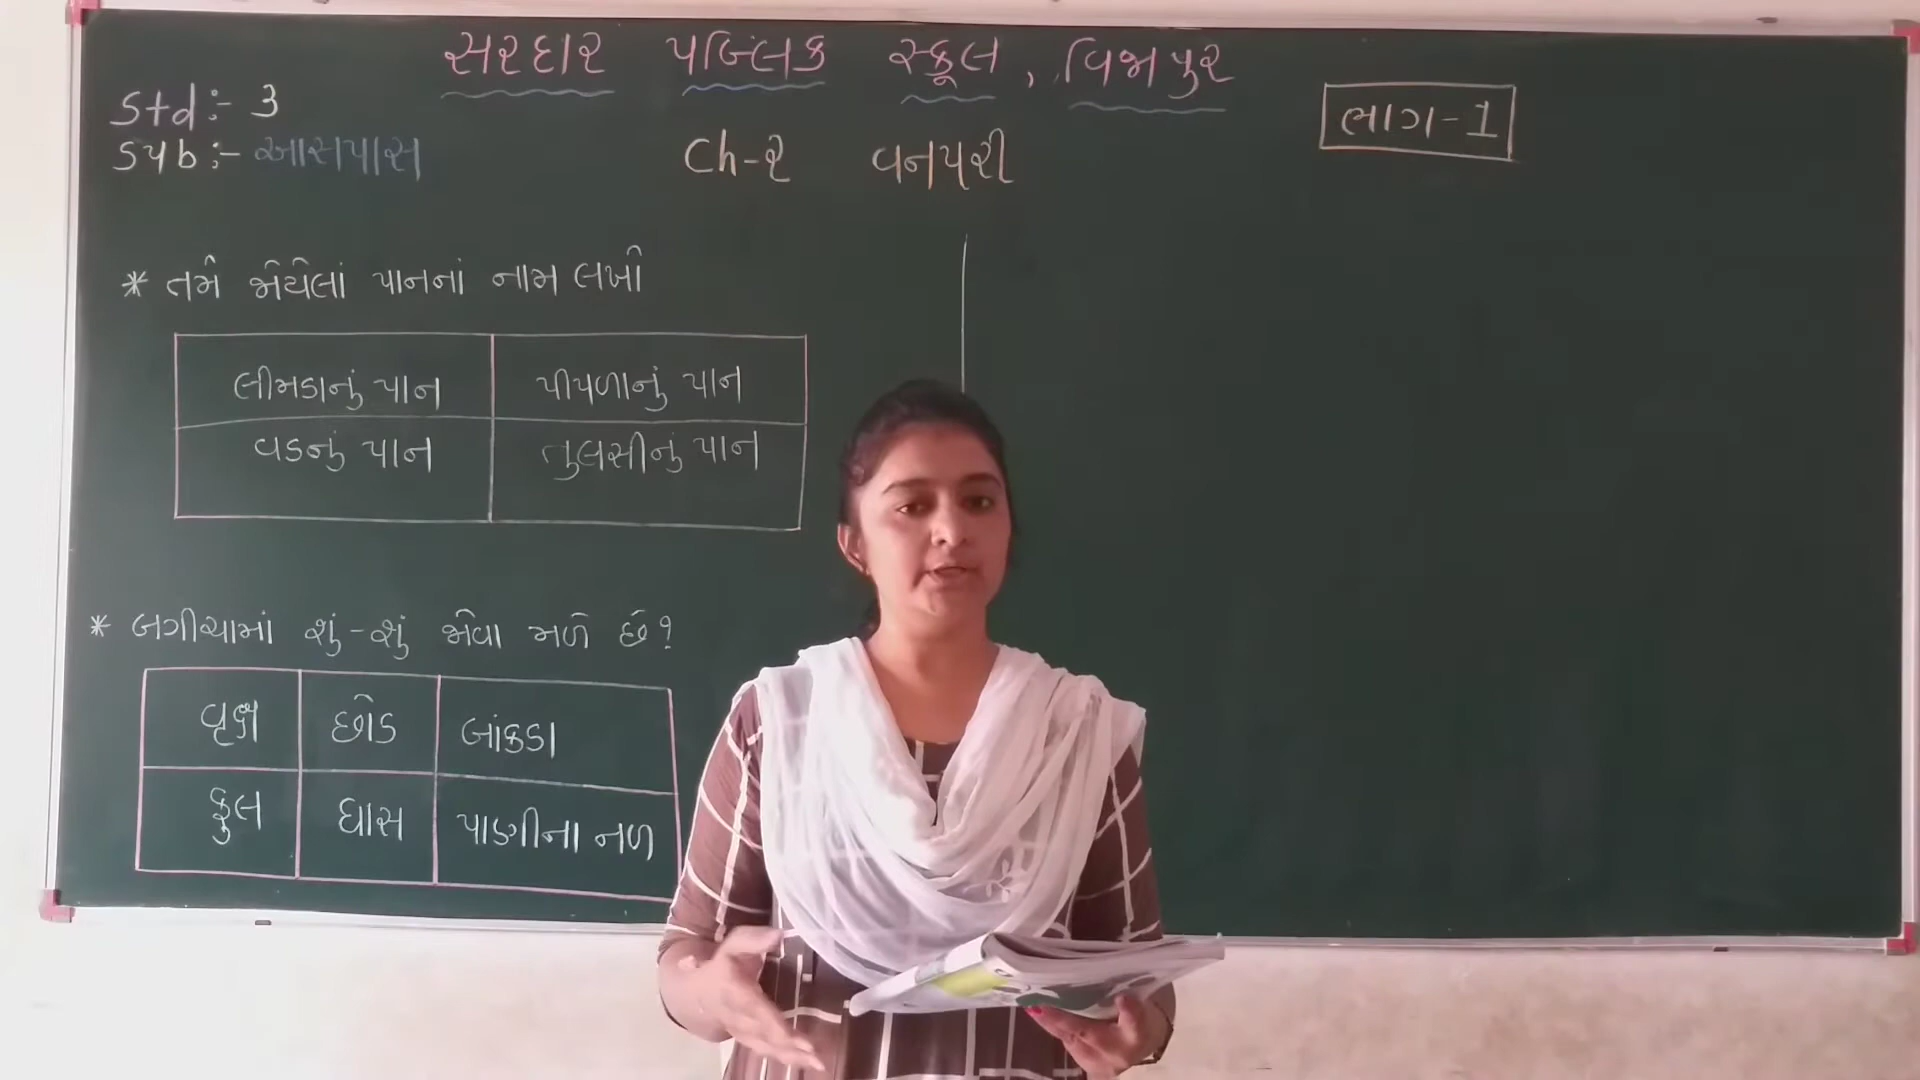 સરદાર પબ્લિક સ્કૂલ, વિજાપુર
Std:- 3
ભાગ-1
Sub:- આસપાસ
Ch-૨ વનપરી
* તમે જોયેલાં પાનનાં નામ લખો
લીમડાનું પાન પીપળાનું પાન
વડનું પાન તુલસીનું પાન
* બગીચામાં શું-શું જોવા મળે છે?
વૃક્ષ છોડ બાંકડા
ફુલ ઘાસ પાણીના નળ